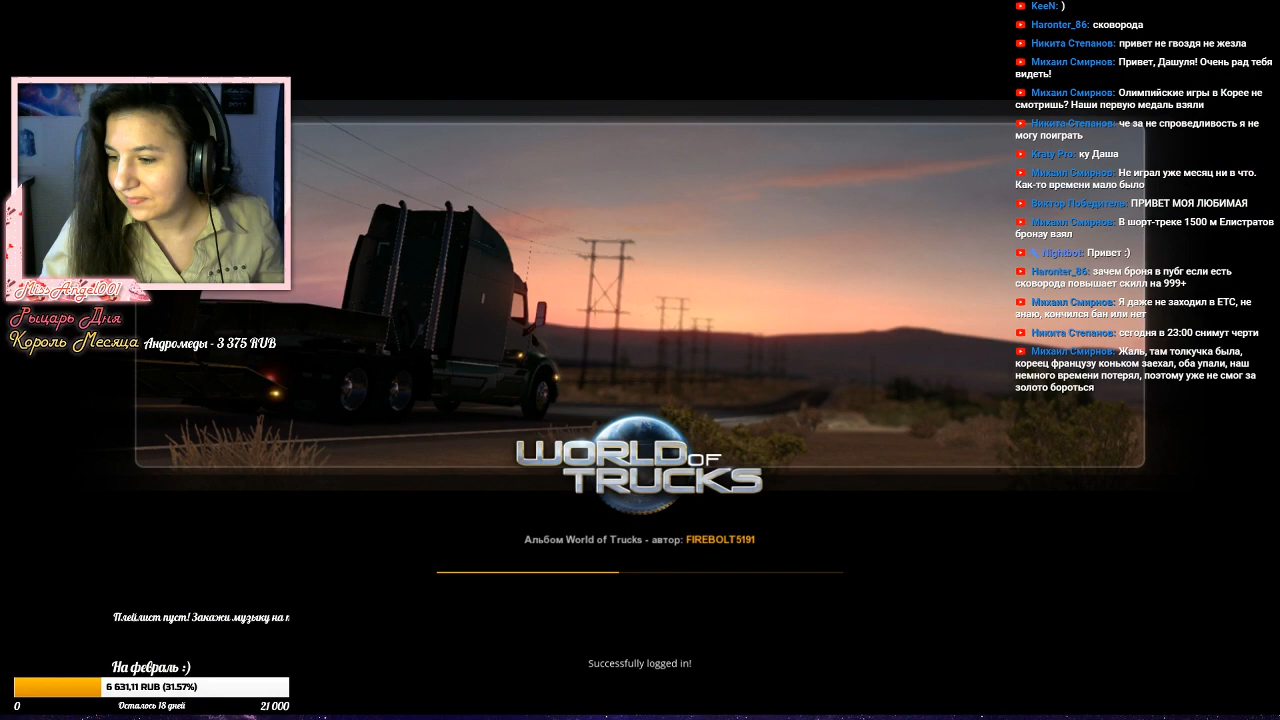 KeeN: )
Haronter_86: сковорода
Никита Степанов: привет не гвоздя не жезла
Михаил Смирнов: Привет, Дашуля! Очень рад тебя
видеть!
Михаил Смирнов: Олимпийские игры в Корее не
смотришь? Наши первую медаль взяли
Никита Степанов: че за не спроведливость я не
могу поиграть
Kraty Pro: ку Даша
Михаил Смирнов: Не играл уже месяц ни в что.
Как-то времени мало было
Виктор Победитель: ПРИВЕТ МОЯ ЛЮБИМАЯ
Михаил Смирнов: В шорт-треке 1500 м Елистратов
бронзу взял
Nightbot: Привет :)
Haronter_86: зачем броня в пубг если есть
сковорода повышает скилл на 999+
Михаил Смирнов: Я даже не заходил в ЕТС, не
знаю, кончился бан или нет
Никита Степанов: сегодня в 23:00 снимут черти
Михаил Смирнов: Жаль, там толкучка была,
кореец французу коньком заехал, оба упали, наш
немного времени потерял, поэтому уже не смог за
золото бороться
MissAngel001
Рыцарь Дня
Король Месяца Андромеды - 3 375 RUB
WORLD OF
TRUCKS
Альбом World of Trucks - автор: FIREBOLT5191
Плейлист пуст! Закажи музыку на
Successfully logged in!
На февраль :)
6 631,11 RUB (31.57%)
0 Осталось 18 дней 21 000